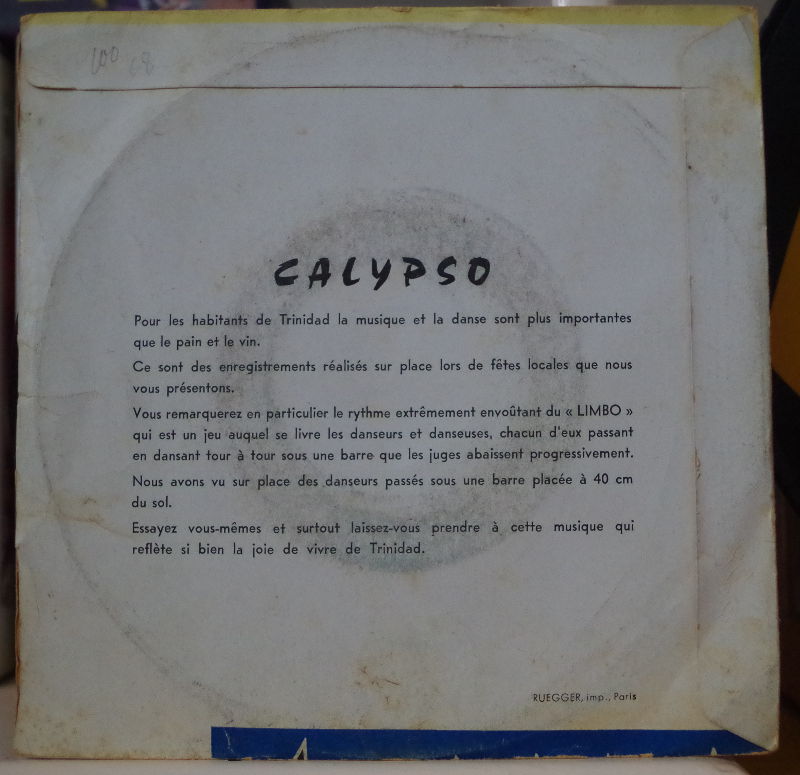 100
CALYPSO
Pour les habitants de Trinidad la musique et la danse sont plus importantes
que le pain et le vin.
Ce sont des enregistrements réalisés sur place lors de fêtes locales que nous
vous présentons.
Vous remarquerez en particulier le rythme extrêmement envoûtant du « LIMBO »
qui est un jeu auquel se livre les danseurs et danseuses, chacun d'eux passant
en dansant tour à tour sous une barre que les juges abaissent progressivement.
Nous avons vu sur place des danseurs passés sous une barre placée à 40 cm
du sol.
Essayez vous-mêmes et surtout laissez-vous prendre à cette musique qui
reflète si bien la joie de vivre de Trinidad.
RUEGGER, imp., Paris